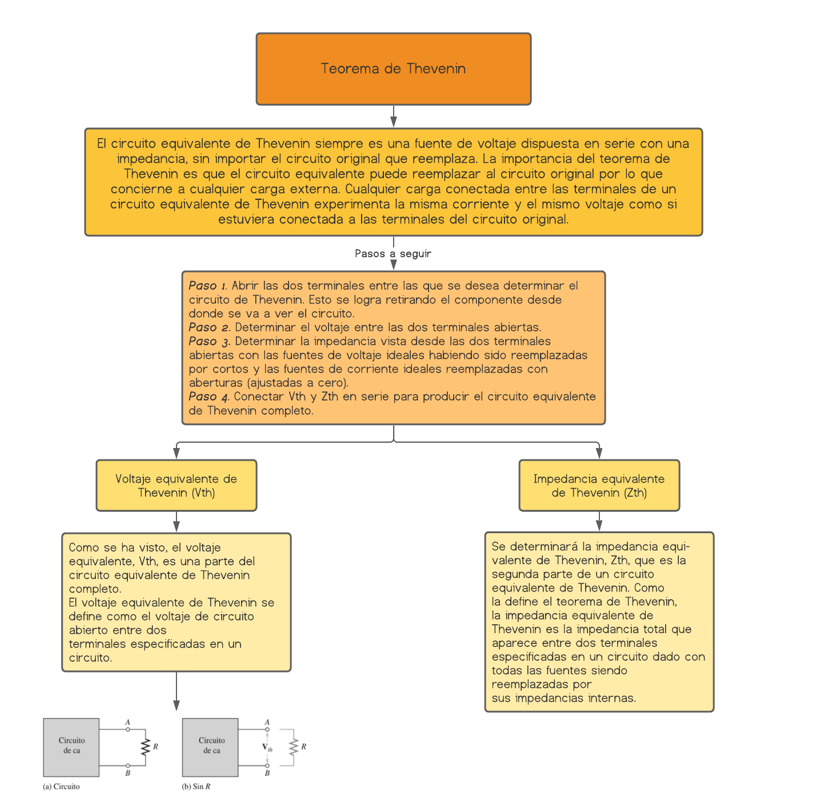 Teorema de Thevenin
El circuito equivalente de Thevenin siempre es una fuente de voltaje dispuesta en serie con una
impedancia, sin importar el circuito original que reemplaza. La importancia del teorema de
Thevenin es que el circuito equivalente puede reemplazar al circuito original por lo que
concierne a cualquier carga externa. Cualquier carga conectada entre las terminales de un
circuito equivalente de Thevenin experimenta la misma corriente y el mismo voltaje como si
estuviera conectada a las terminales del circuito original.
Pasos a seguir
Paso 1. Abrir las dos terminales entre las que se desea determinar el
circuito de Thevenin. Esto se logra retirando el componente desde
donde se va a ver el circuito.
Paso 2. Determinar el voltaje entre las dos terminales abiertas.
Paso 3. Determinar la impedancia vista desde las dos terminales
abiertas con las fuentes de voltaje ideales habiendo sido reemplazadas
por cortos y las fuentes de corriente ideales reemplazadas con
aberturas (ajustadas a cero).
Paso 4. Conectar Vth y Zth en serie para producir el circuito equivalente
de Thevenin completo.
Voltaje equivalente de
Thevenin (Vth)
Como se ha visto, el voltaje
equivalente, Vth, es una parte del
circuito equivalente de Thevenin
completo.
El voltaje equivalente de Thevenin se
define como el voltaje de circuito
abierto entre dos
terminales especificadas en un
circuito.
Impedancia equivalente
de Thevenin (Zth)
Se determinará la impedancia equi-
valente de Thevenin, Zth, que es la
segunda parte de un circuito
equivalente de Thevenin. Como
la define el teorema de Thevenin,
la impedancia equivalente de
Thevenin es la impedancia total que
aparece entre dos terminales
especificadas en un circuito dado con
todas las fuentes siendo
reemplazadas por
sus impedancias internas.
Circuito
de ca
A
R
B
(a) Circuito
Circuito
de ca
A
Vth
R
B
(b) Sin R